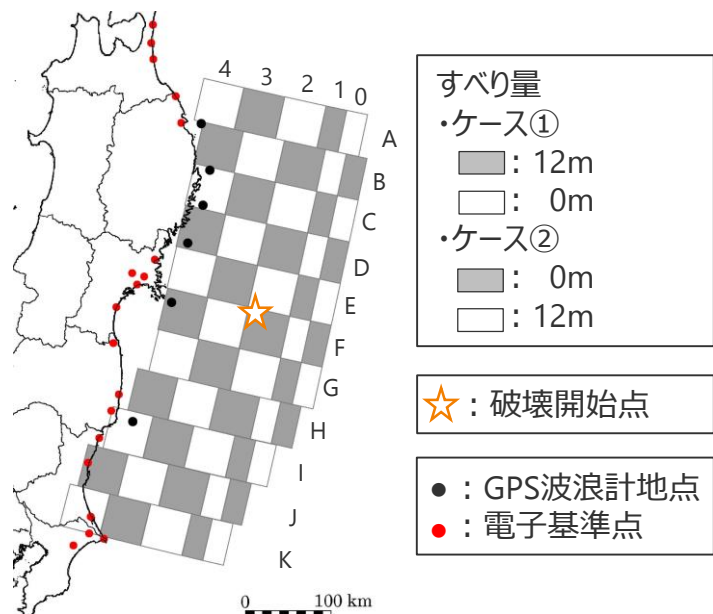 4
3
2
1
0
A
B
C
D
E
F
G
H
I
J
K
0 100 km
すべり量
・ケース①
：12m
：0m
・ケース②
：0m
：12m
：破壊開始点
：GPS波浪計地点
：電子基準点